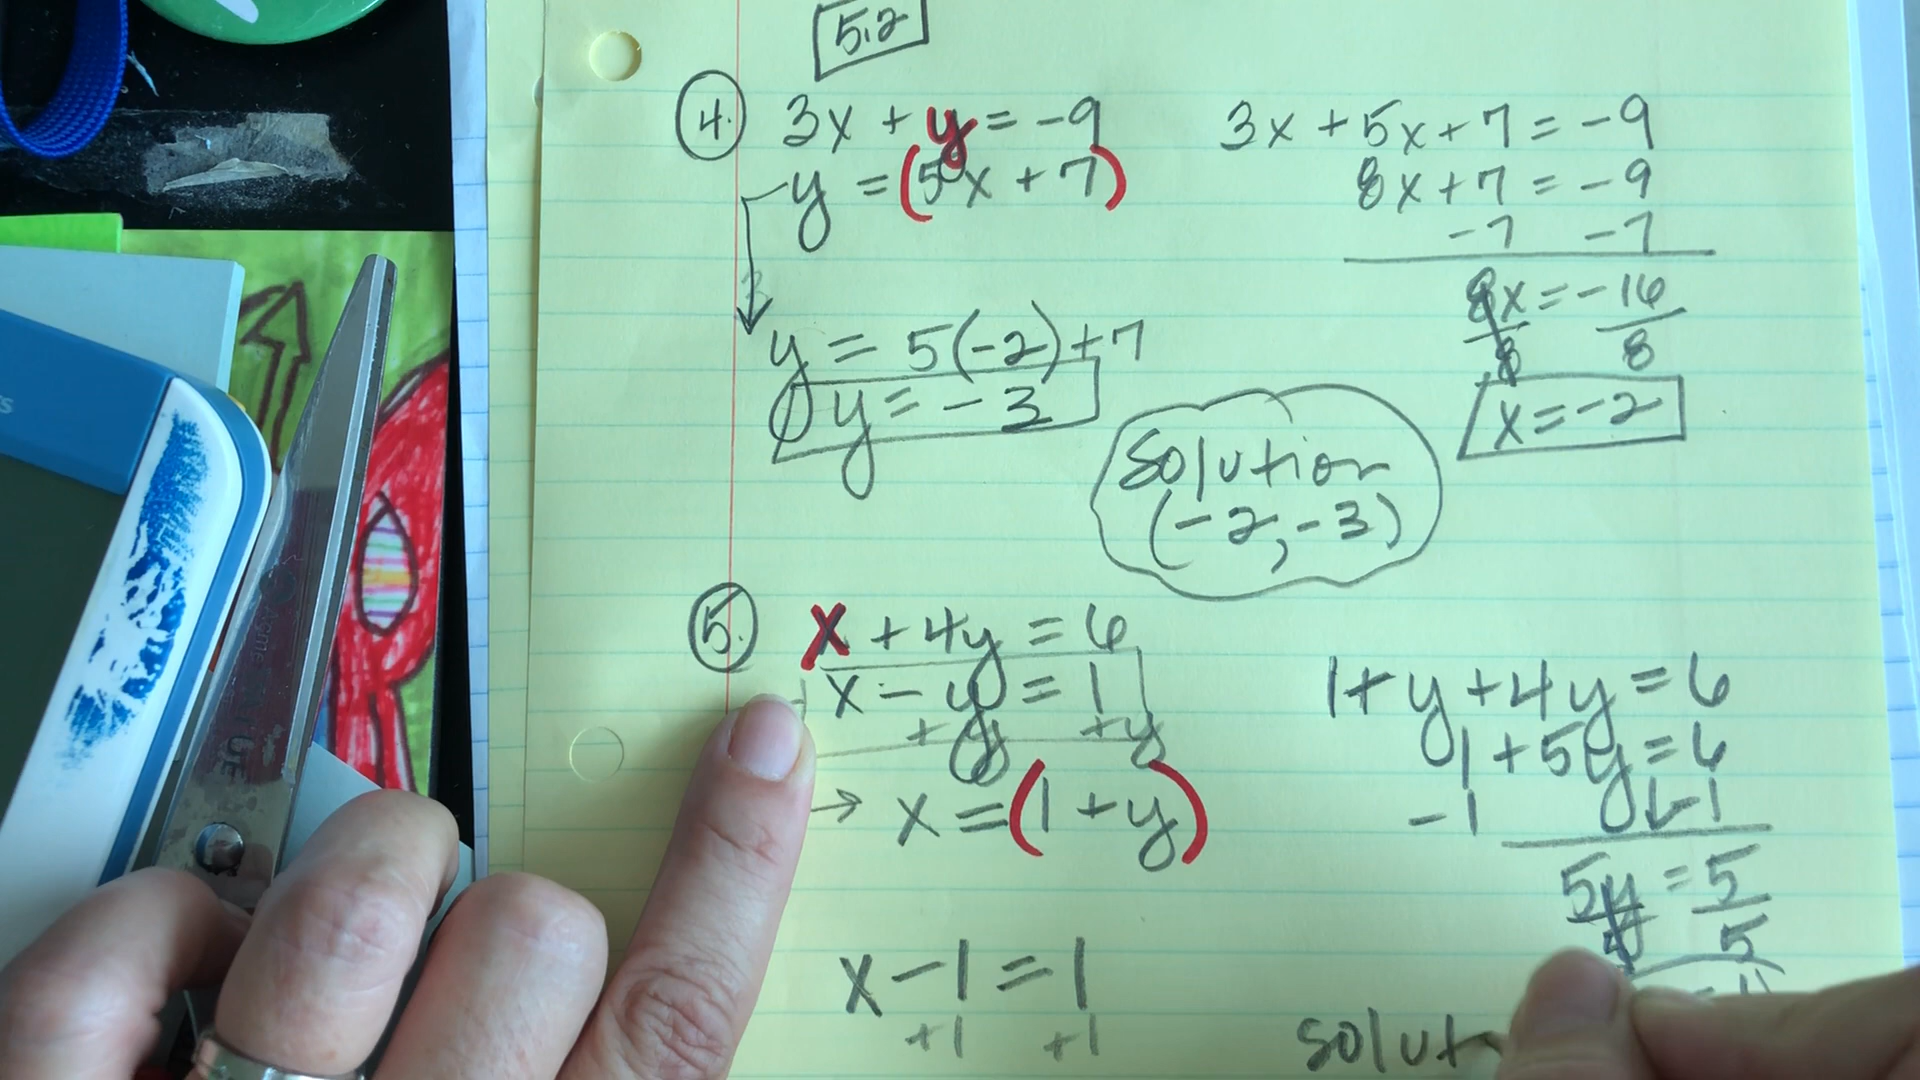 5.2
4. 3x + y = -9
y = (5x + 7)
y = 5(-2)+7
y = -3
3x + 5x + 7 = -9
8x + 7 = -9
-7 -7
8x = -16
8 8
x = -2
Solution
(-2, -3)
5. x + 4y = 6
x - y = 1
+y +y
→ x = (1 + y)
x - 1 = 1
+1 +1
1 + y + 4y = 6
1 + 5y = 6
-1 ↓ -1
5y = 5
5 5
Solut